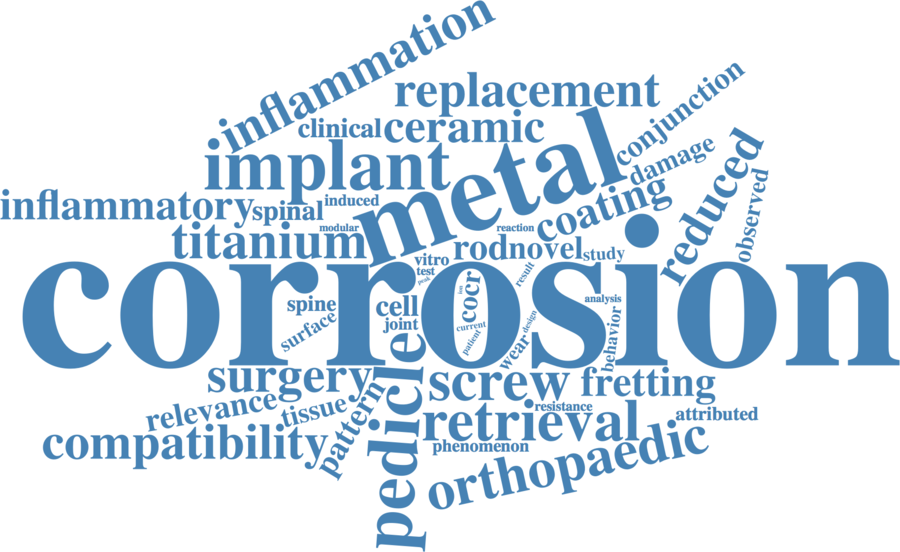 inflammation
replacement
conjunction
clinical
ceramic
implant
metal
damage
reduced
observed
inflammatory
spinal
induced
coating
titanium
modular
reaction
rod
novel
study
vitro
test
peak
result
corrosion
spine
surface
cell
joint
ion
cocr
current
patient
design
wear
analysis
behavior
surgery
screw
fretting
relevance
tissue
pattern
pedicle
resistance
retrieval
attributed
compatibility
phenomenon
orthopaedic